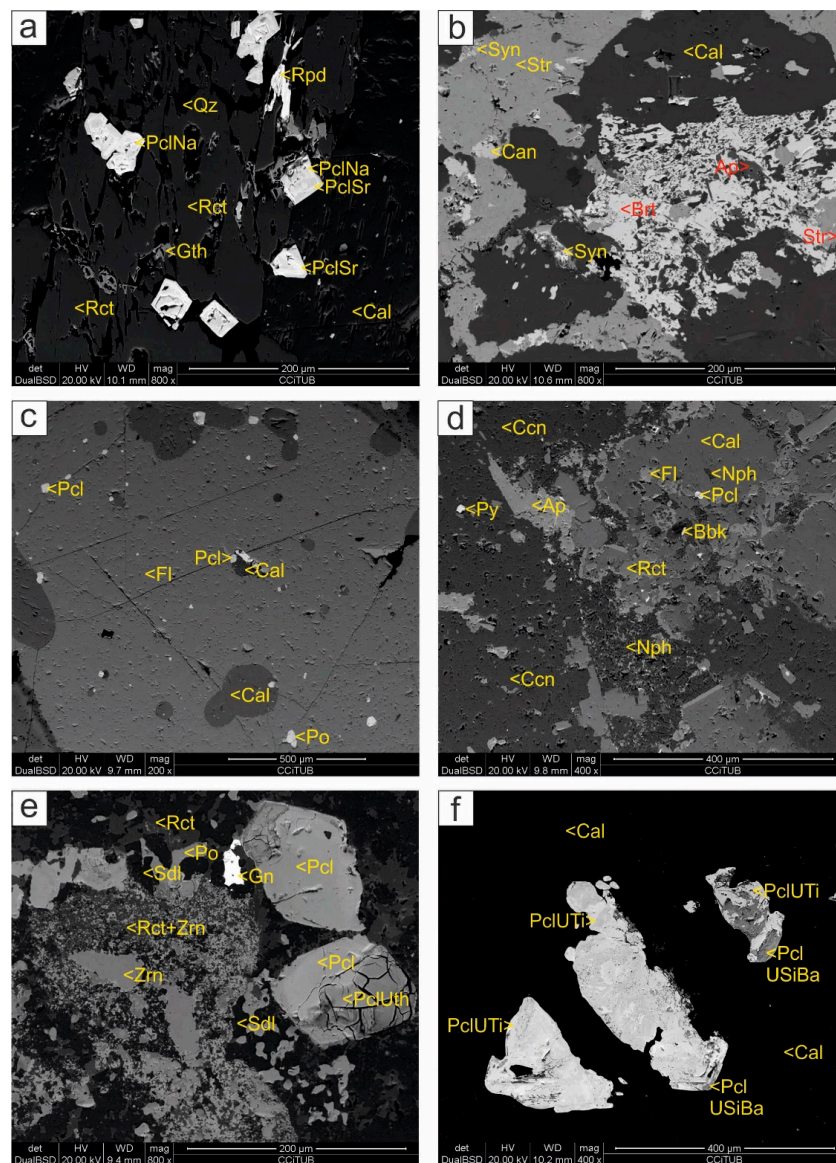 a
<Rpd
<Qz
<PclNa
<PclNa
<PclSr
<Rct
<Gth
<PclSr
<Rct
<Cal
det HV WD mag 200 µm
DualBSD 20.00 kV 10.1 mm 800 x CCiTUB
b
<Syn
<Str
<Cal
<Can
Ap>
<Brt
Str>
<Syn
det HV WD mag 200 µm
DualBSD 20.00 kV 10.6 mm 800 x CCiTUB
c
<Pcl
Pcl>
<Cal
<Fl
<Cal
<Po
det HV WD mag 500 µm
DualBSD 20.00 kV 9.7 mm 200 x CCiTUB
d
<Ccn
<Cal
<Fl
<Nph
<Pcl
<Py
<Ap
<Bbk
<Rct
<Nph
<Ccn
det HV WD mag 400 µm
DualBSD 20.00 kV 9.8 mm 400 x CCiTUB
e
<Rct
<Po
<Sdl
<Gn
<Pcl
<Rct+Zrn
<Zrn
<Pcl
<PclUth
<Sdl
det HV WD mag 200 µm
DualBSD 20.00 kV 9.4 mm 800 x CCiTUB
f
<Cal
<PclUTi
PclUTi>
<Pcl
USiBa
PclUTi>
<Cal
<Pcl
USiBa
det HV WD mag 400 µm
DualBSD 20.00 kV 10.2 mm 400 x CCiTUB